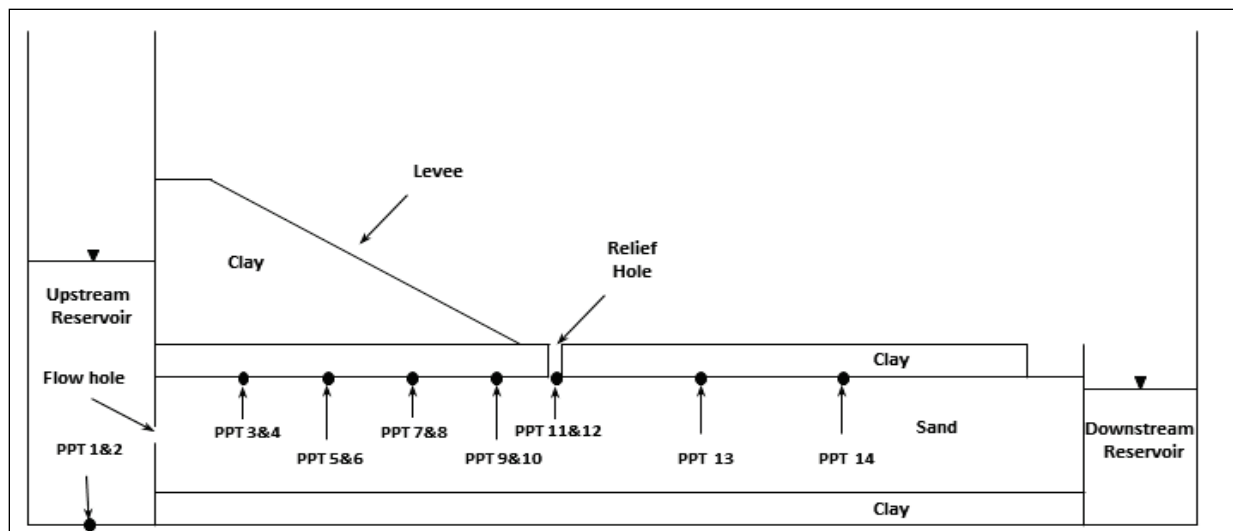 Levee
Relief
Hole
Clay
Upstream
Reservoir
Clay
Flow hole
PPT 3&4
PPT 7&8
PPT 11&12
Sand
Downstream
Reservoir
PPT 1&2
PPT 5&6
PPT 9&10
PPT 13
PPT 14
Clay